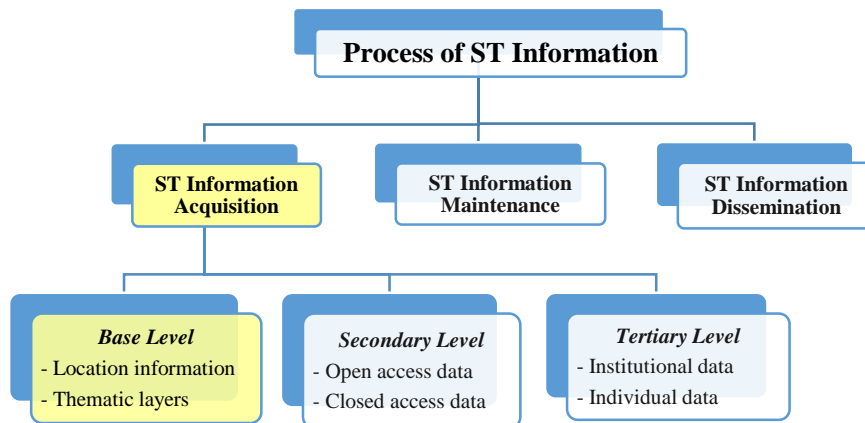 Process of ST Information
ST Information
Acquisition
ST Information
Maintenance
ST Information
Dissemination
Base Level
- Location information
- Thematic layers
Secondary Level
- Open access data
- Closed access data
Tertiary Level
- Institutional data
- Individual data